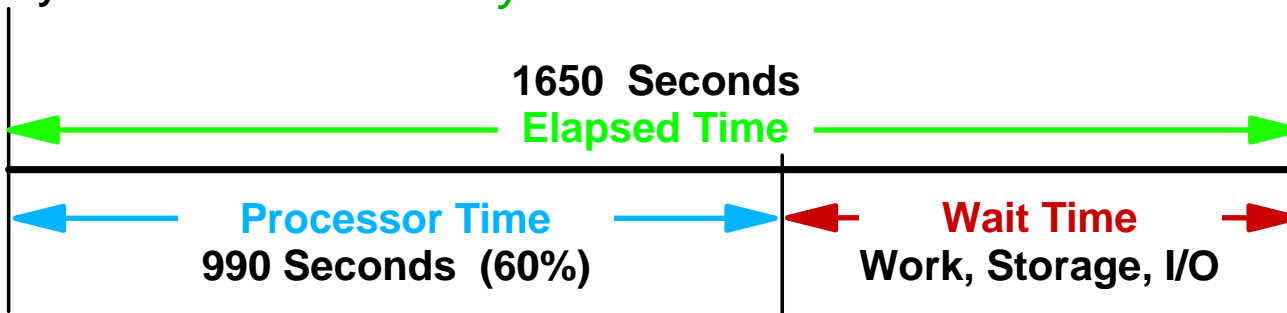 1650 Seconds
Elapsed Time
Processor Time
990 Seconds (60%)
Wait Time
Work, Storage, I/O